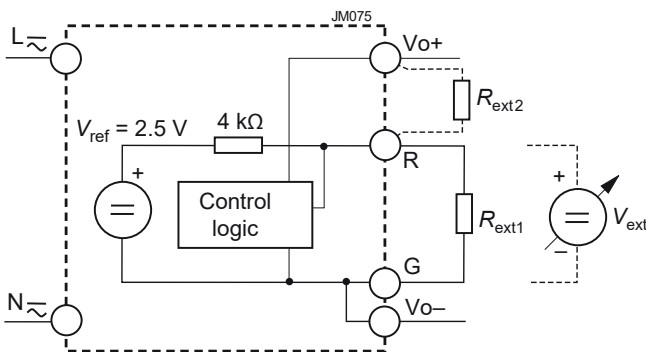 JM075
L
Vo+
Rext2
Vref = 2.5 V
4 kΩ
R
+
Control
logic
Rext1
+
Vext
–
G
N
Vo–